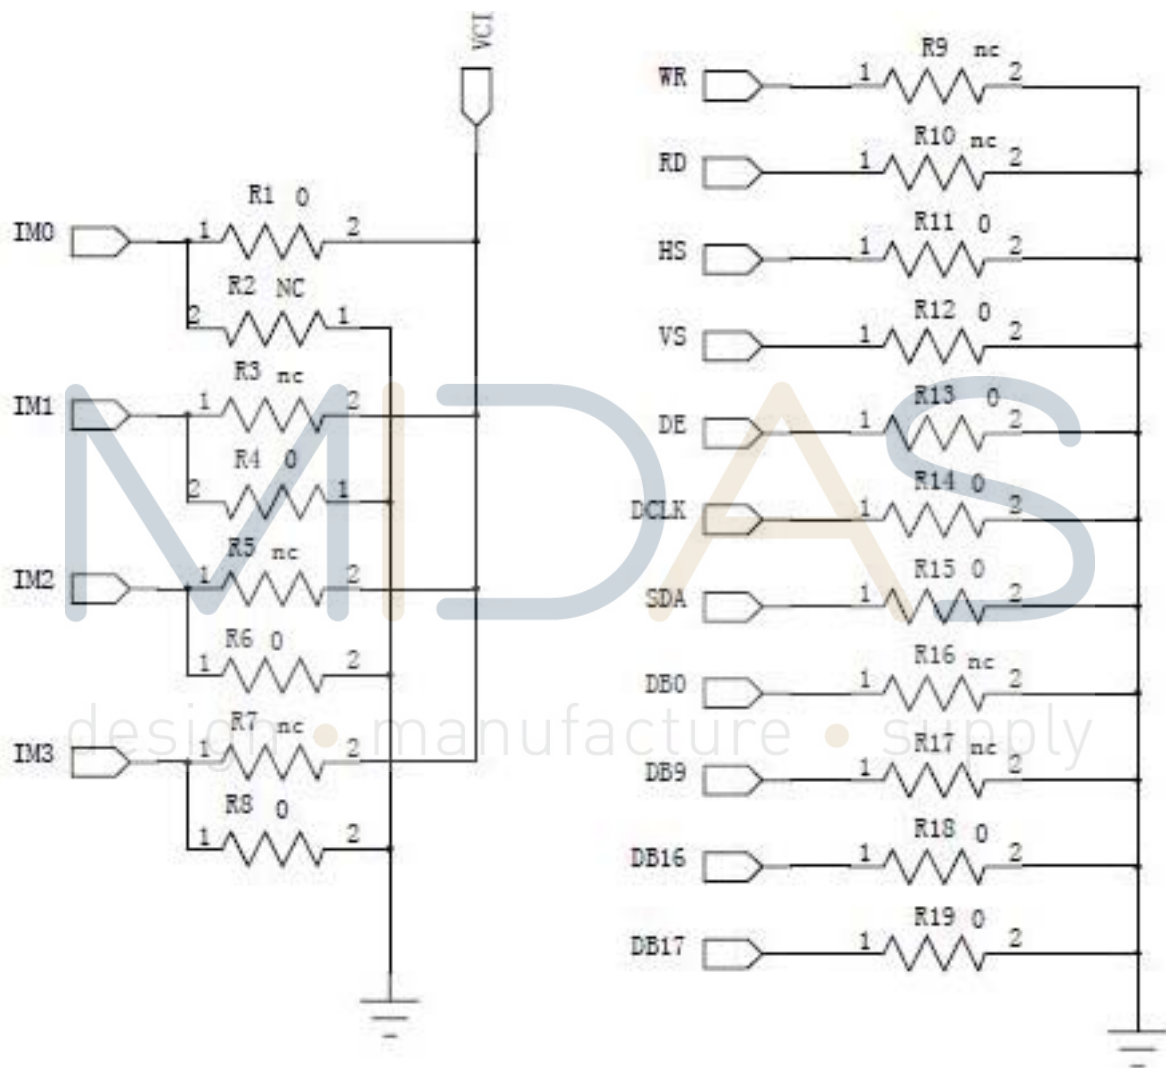 VCI
R1 0
IM0 1 2
R2 NC
2 1
R3 nc
IM1 1 2
R4 0
2 1
R5 nc
IM2 1 2
R6 0
1 2
R7 nc
IM3 1 2
R8 0
1 2
R9 nc
WR 1 2
R10 nc
RD 1 2
R11 0
HS 1 2
R12 0
VS 1 2
R13 0
DE 1 2
R14 0
DCLK 1 2
R15 0
SDA 1 2
R16 nc
DB0 1 2
R17 nc
DB9 1 2
R18 0
DB16 1 2
R19 0
DB17 1 2
MIDAS
design • manufacture • supply